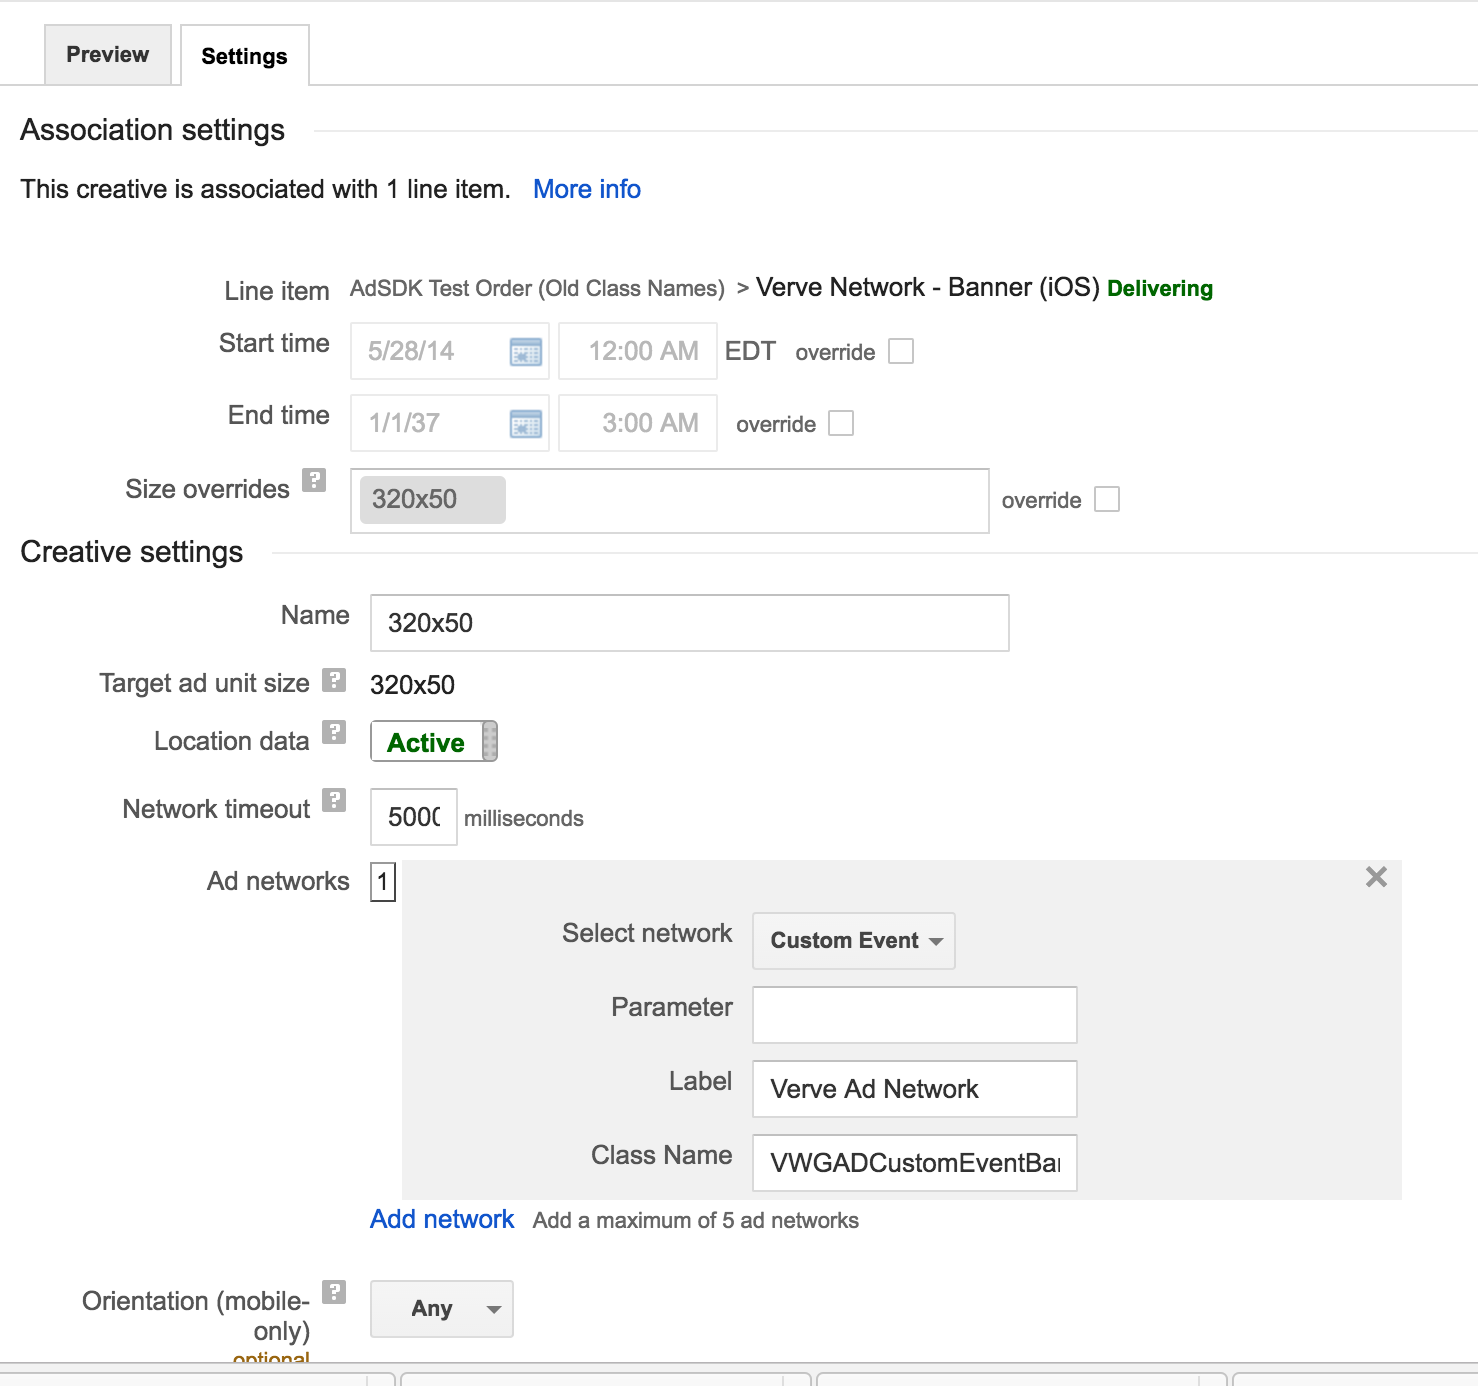 Preview Settings
Association settings
This creative is associated with 1 line item. More info
Line item AdSDK Test Order (Old Class Names) > Verve Network - Banner (iOS) Delivering
Start time 5/28/14 12:00 AM EDT override
End time 1/1/37 3:00 AM override
Size overrides ? 320x50 override
Creative settings
Name 320x50
Target ad unit size ? 320x50
Location data ? Active
Network timeout ? 5000 milliseconds
Ad networks 1
Select network Custom Event
Parameter
Label Verve Ad Network
Class Name VWGADCustomEventBa
Add network Add a maximum of 5 ad networks
Orientation (mobile- ? Any
only)
optional